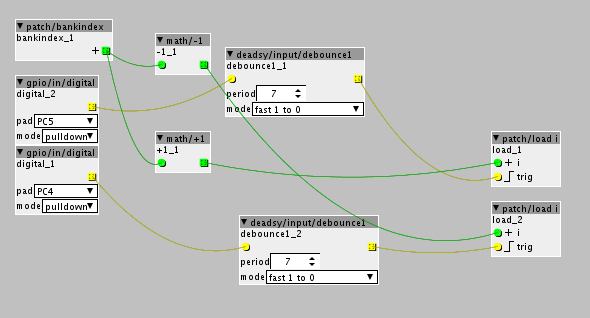 patch/bankindex
bankindex_1
+
math/-1
-1_1
deadsy/input/debounce1
debounce1_1
period 7
mode fast 1 to 0
gpio/in/digital
digital_2
pad PC5
mode pulldown
math/+1
+1_1
patch/load i
load_1
+ i
trig
gpio/in/digital
digital_1
pad PC4
mode pulldown
patch/load i
load_2
+ i
trig
deadsy/input/debounce1
debounce1_2
period 7
mode fast 1 to 0